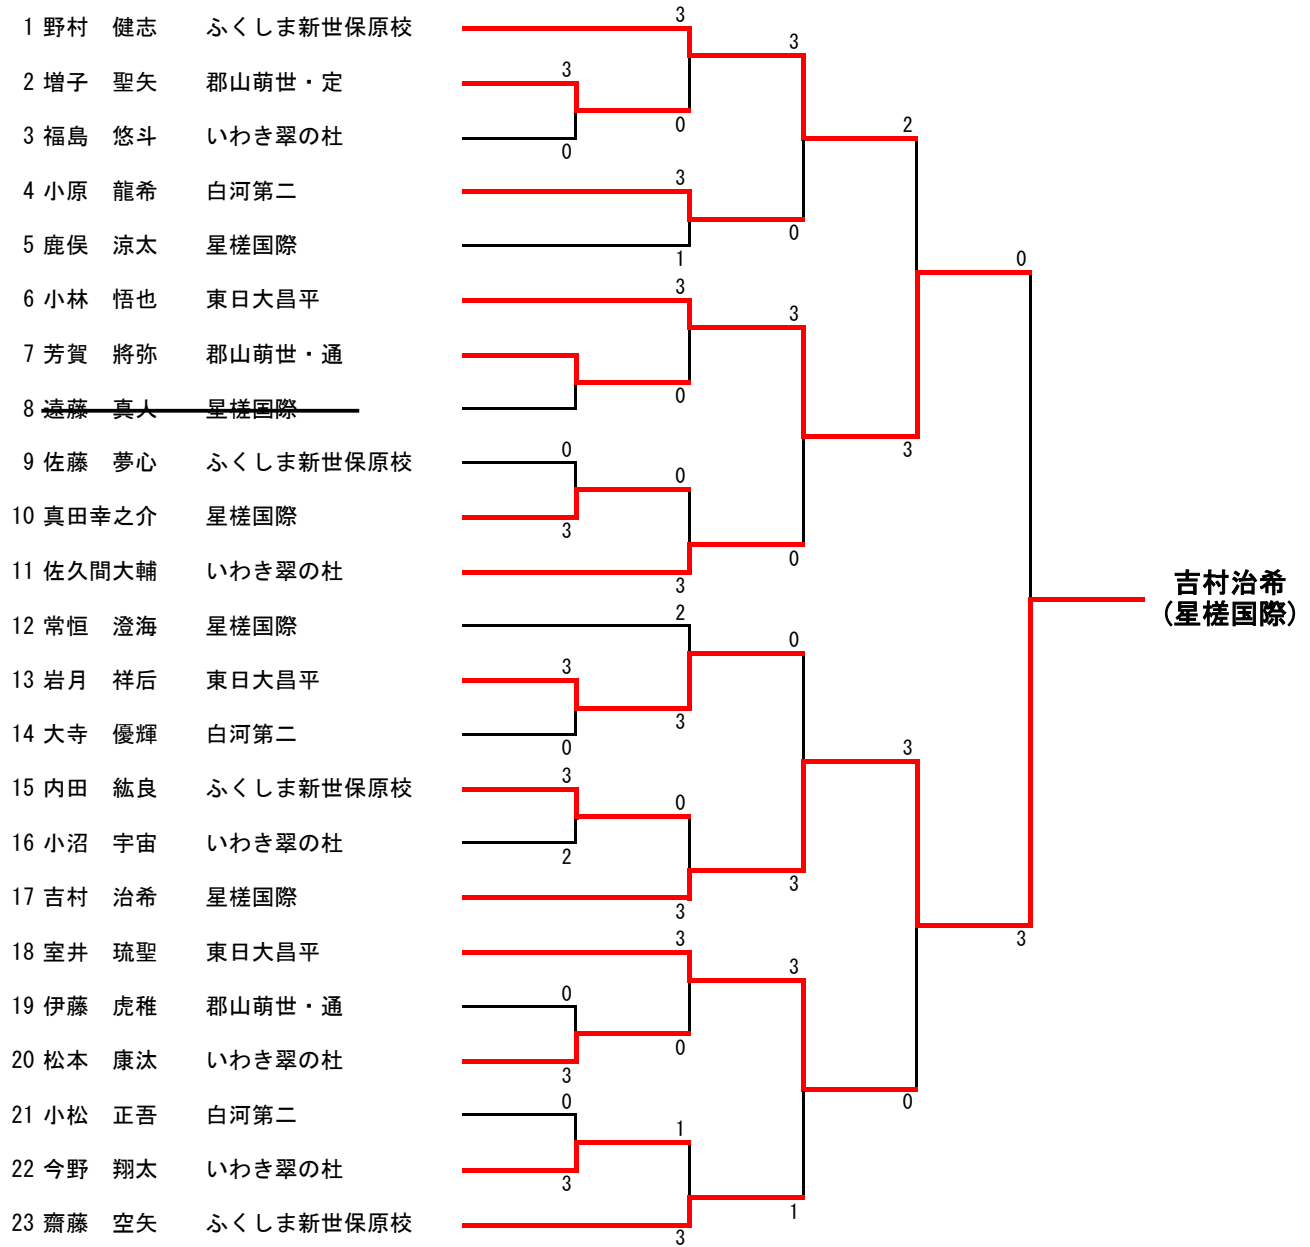 1 野村 健志 ふくしま新世保原校
2 増子 聖矢 郡山萌世・定
3 福島 悠斗 いわき翠の杜
4 小原 龍希 白河第二
5 鹿俣 涼太 星槎国際
6 小林 悟也 東日大昌平
7 芳賀 將弥 郡山萌世・通
8 遠藤 真人 星槎国際
9 佐藤 夢心 ふくしま新世保原校
10 真田幸之介 星槎国際
11 佐久間大輔 いわき翠の杜
12 常恒 澄海 星槎国際
13 岩月 祥后 東日大昌平
14 大寺 優輝 白河第二
15 内田 紘良 ふくしま新世保原校
16 小沼 宇宙 いわき翠の杜
17 吉村 治希 星槎国際
18 室井 琉聖 東日大昌平
19 伊藤 虎稚 郡山萌世・通
20 松本 康汰 いわき翠の杜
21 小松 正吾 白河第二
22 今野 翔太 いわき翠の杜
23 齋藤 空矢 ふくしま新世保原校
3
0
0
3
3
0
3
2
0
3
0
3
3
0
3
1
3
0
0
3
2
3
0
3
3
0
1
3
3
0
3
0
0
3
3
1
2
3
3
0
0
3
吉村治希
(星槎国際)